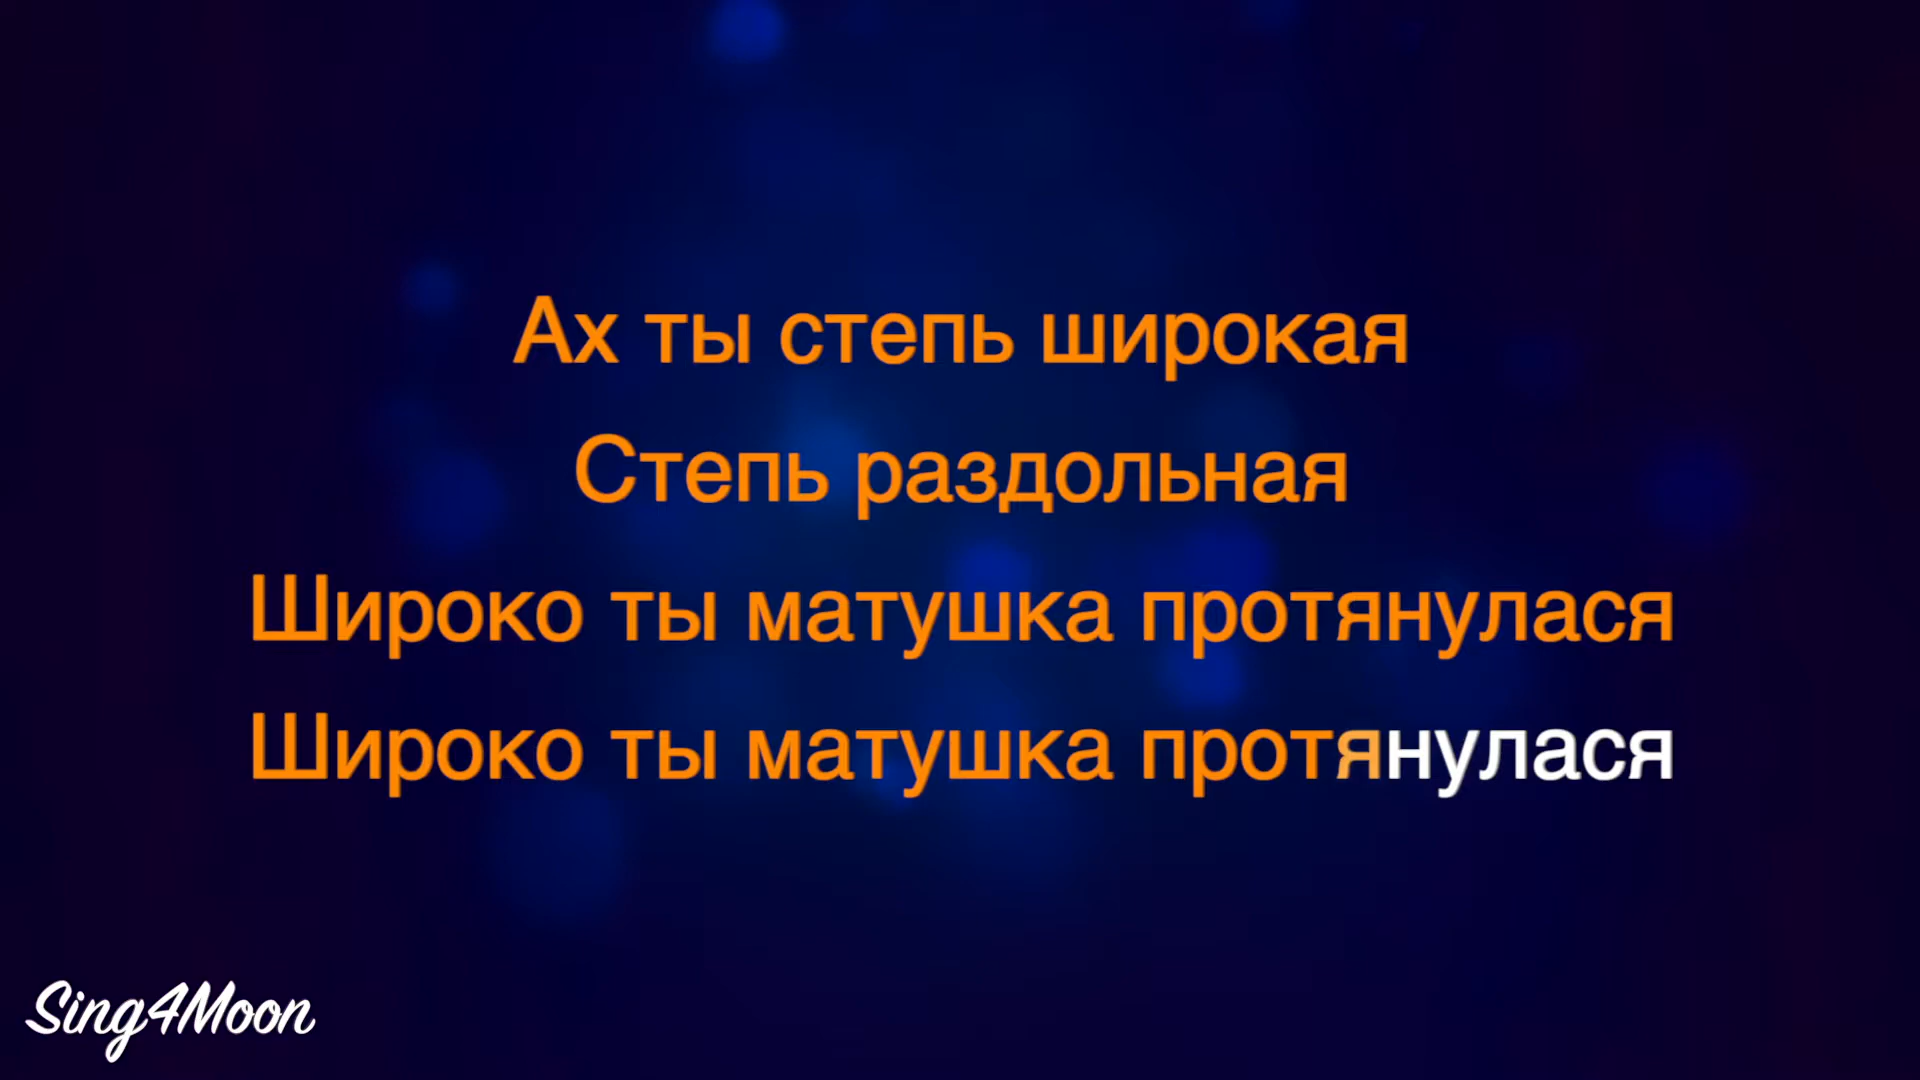 Ах ты степь широкая
Степь раздольная
Широко ты матушка протянулася
Широко ты матушка протянулася
Sing4Moon